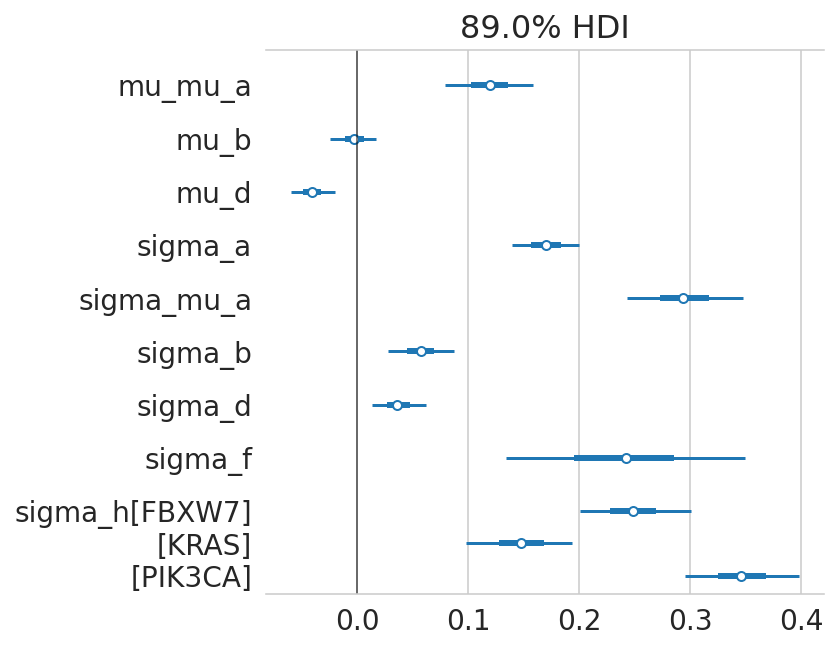 89.0% HDI
mu_mu_a
mu_b
mu_d
sigma_a
sigma_mu_a
sigma_b
sigma_d
sigma_f
sigma_h[FBXW7]
[KRAS]
[PIK3CA]
0.0 0.1 0.2 0.3 0.4